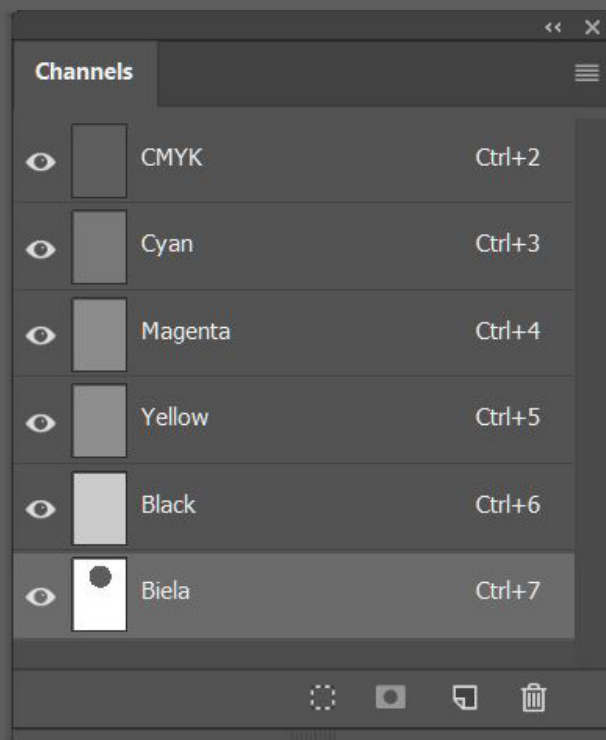 Channels
CMYK Ctrl+2
Cyan Ctrl+3
Magenta Ctrl+4
Yellow Ctrl+5
Black Ctrl+6
Biela Ctrl+7